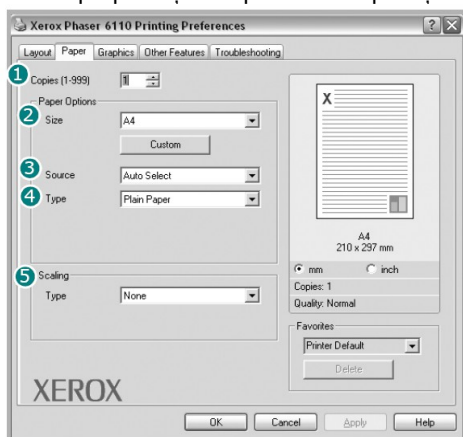 Xerox Phaser 6110 Printing Preferences
Layout Paper Graphics Other Features Troubleshooting
1 Copies (1-999) 1
Paper Options
2 Size A4
Custom
3 Source Auto Select
4 Type Plain Paper
5 Scaling
Type None
X
A4
210 x 297 mm
mm inch
Copies: 1
Quality: Normal
Favorites
Printer Default
Delete
XEROX
OK Cancel Apply Help